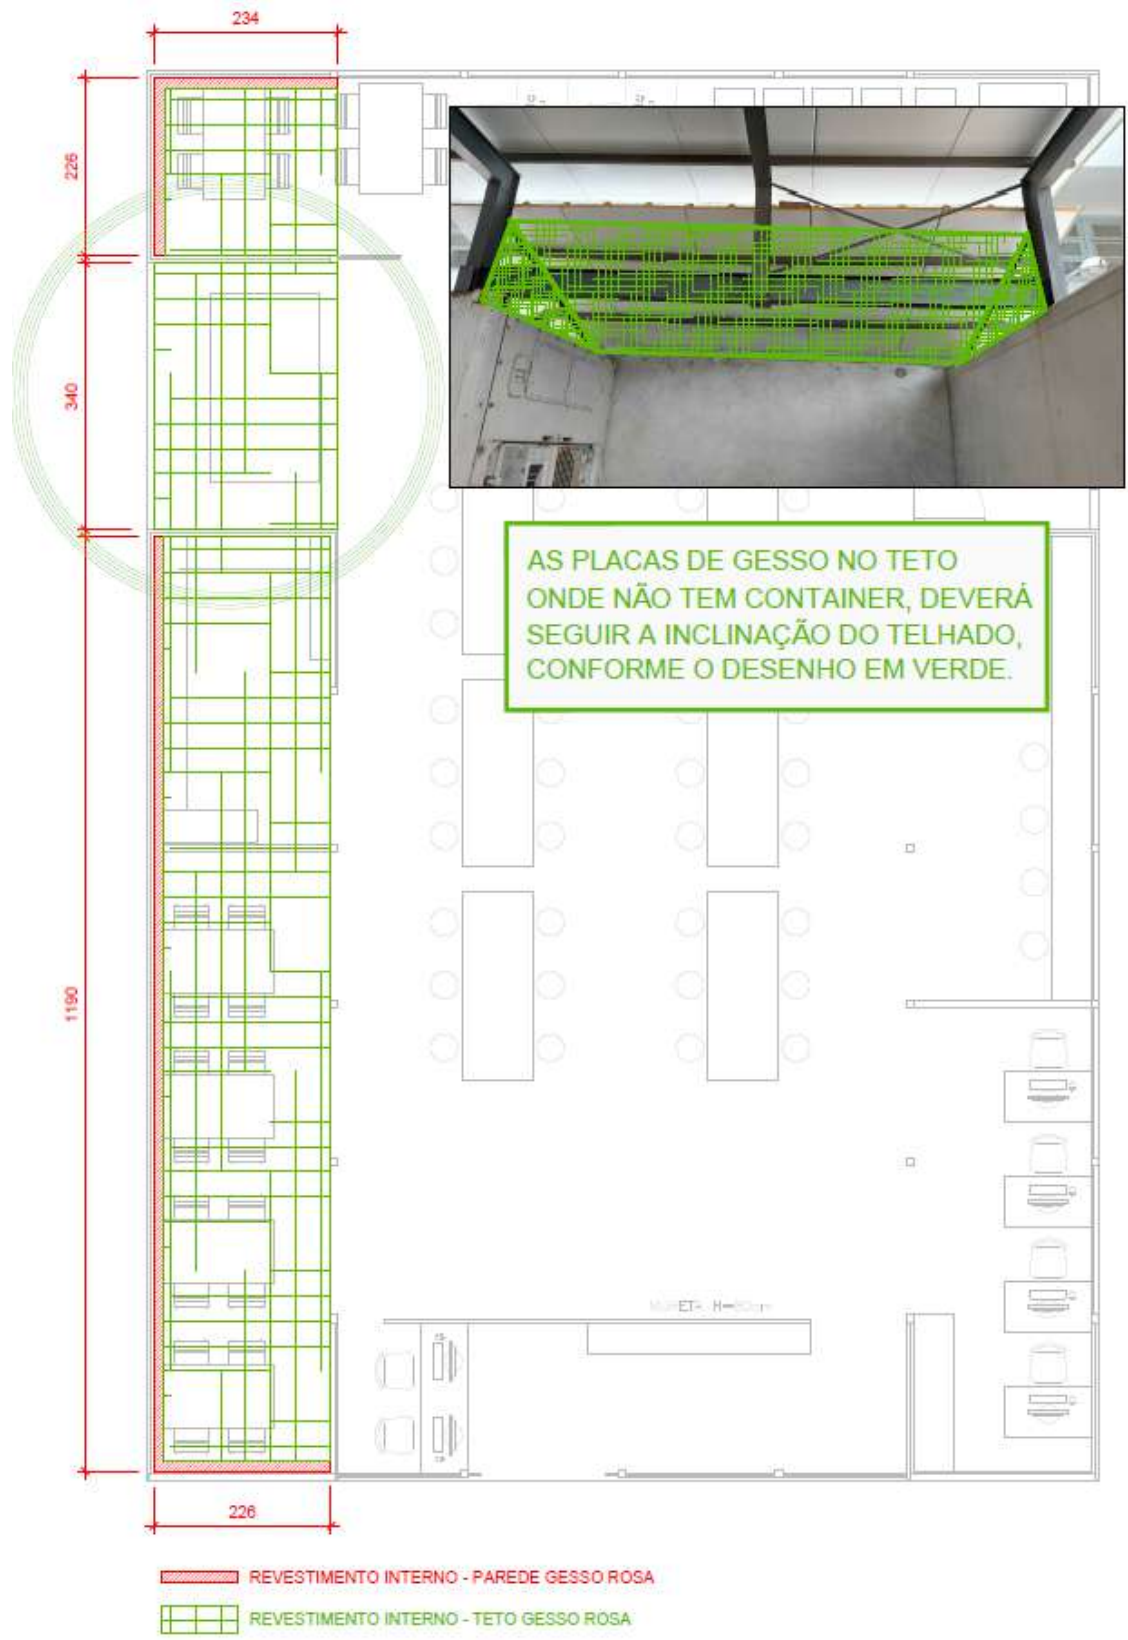 234
226
340
AS PLACAS DE GESSO NO TETO
ONDE NÃO TEM CONTAINER, DEVERÁ
SEGUIR A INCLINAÇÃO DO TELHADO,
CONFORME O DESENHO EM VERDE.
1190
226
REVESTIMENTO INTERNO - PAREDE GESSO ROSA
REVESTIMENTO INTERNO - TETO GESSO ROSA